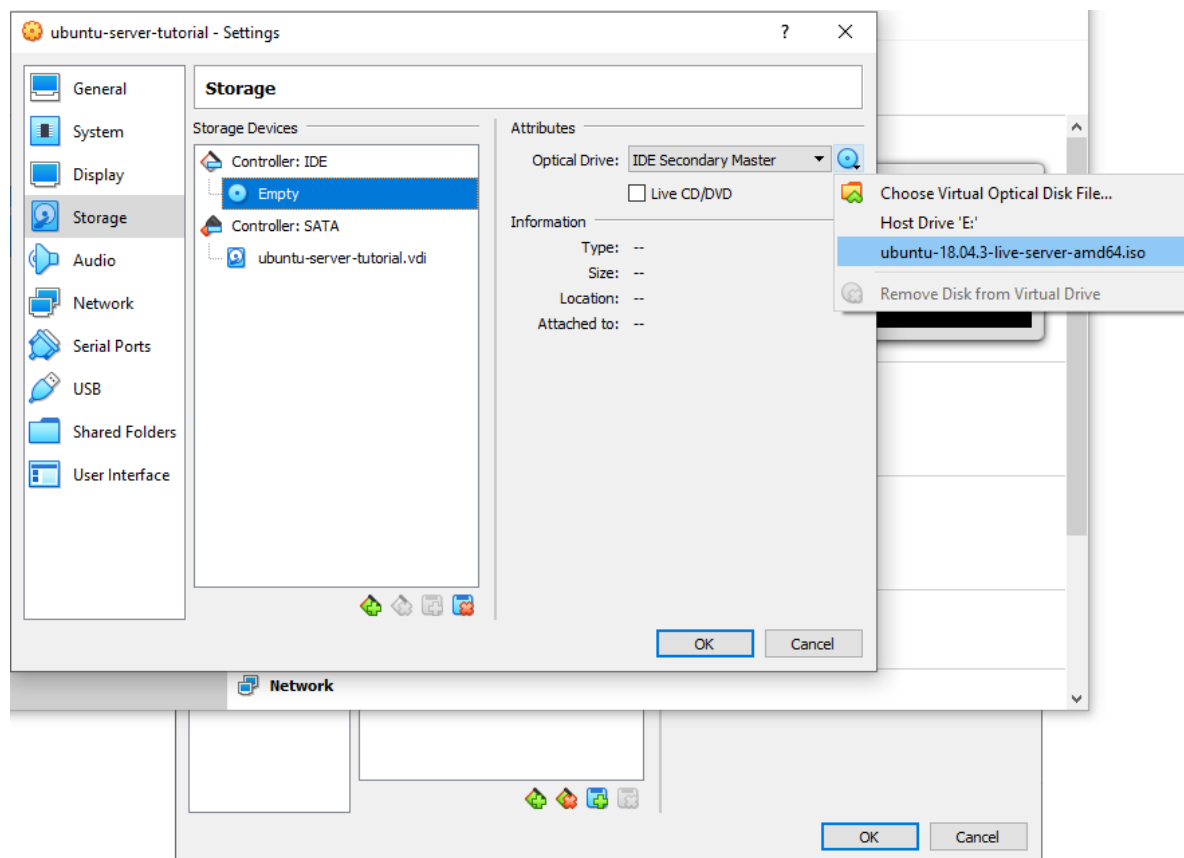 ubuntu-server-tutorial - Settings
?
General
System
Display
Storage
Audio
Network
Serial Ports
USB
Shared Folders
User Interface
Storage
Storage Devices
Controller: IDE
Empty
Controller: SATA
ubuntu-server-tutorial.vdi
Attributes
Optical Drive: IDE Secondary Master
Live CD/DVD
Information
Type: --
Size: --
Location: --
Attached to: --
Choose Virtual Optical Disk File...
Host Drive 'E:'
ubuntu-18.04.3-live-server-amd64.iso
Remove Disk from Virtual Drive
OK Cancel
Network
OK Cancel